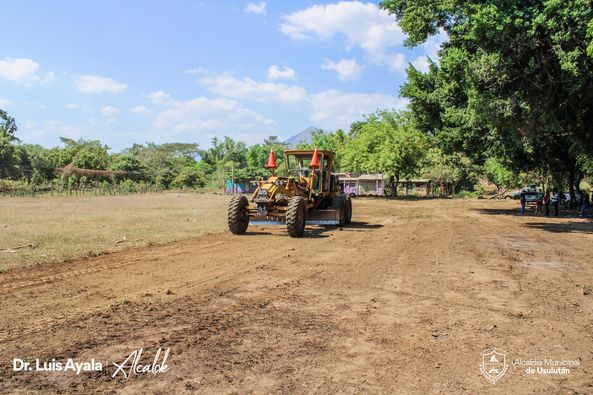 Dr. Luis Ayala
Alcalde
Alcaldía Municipal
de Usulután